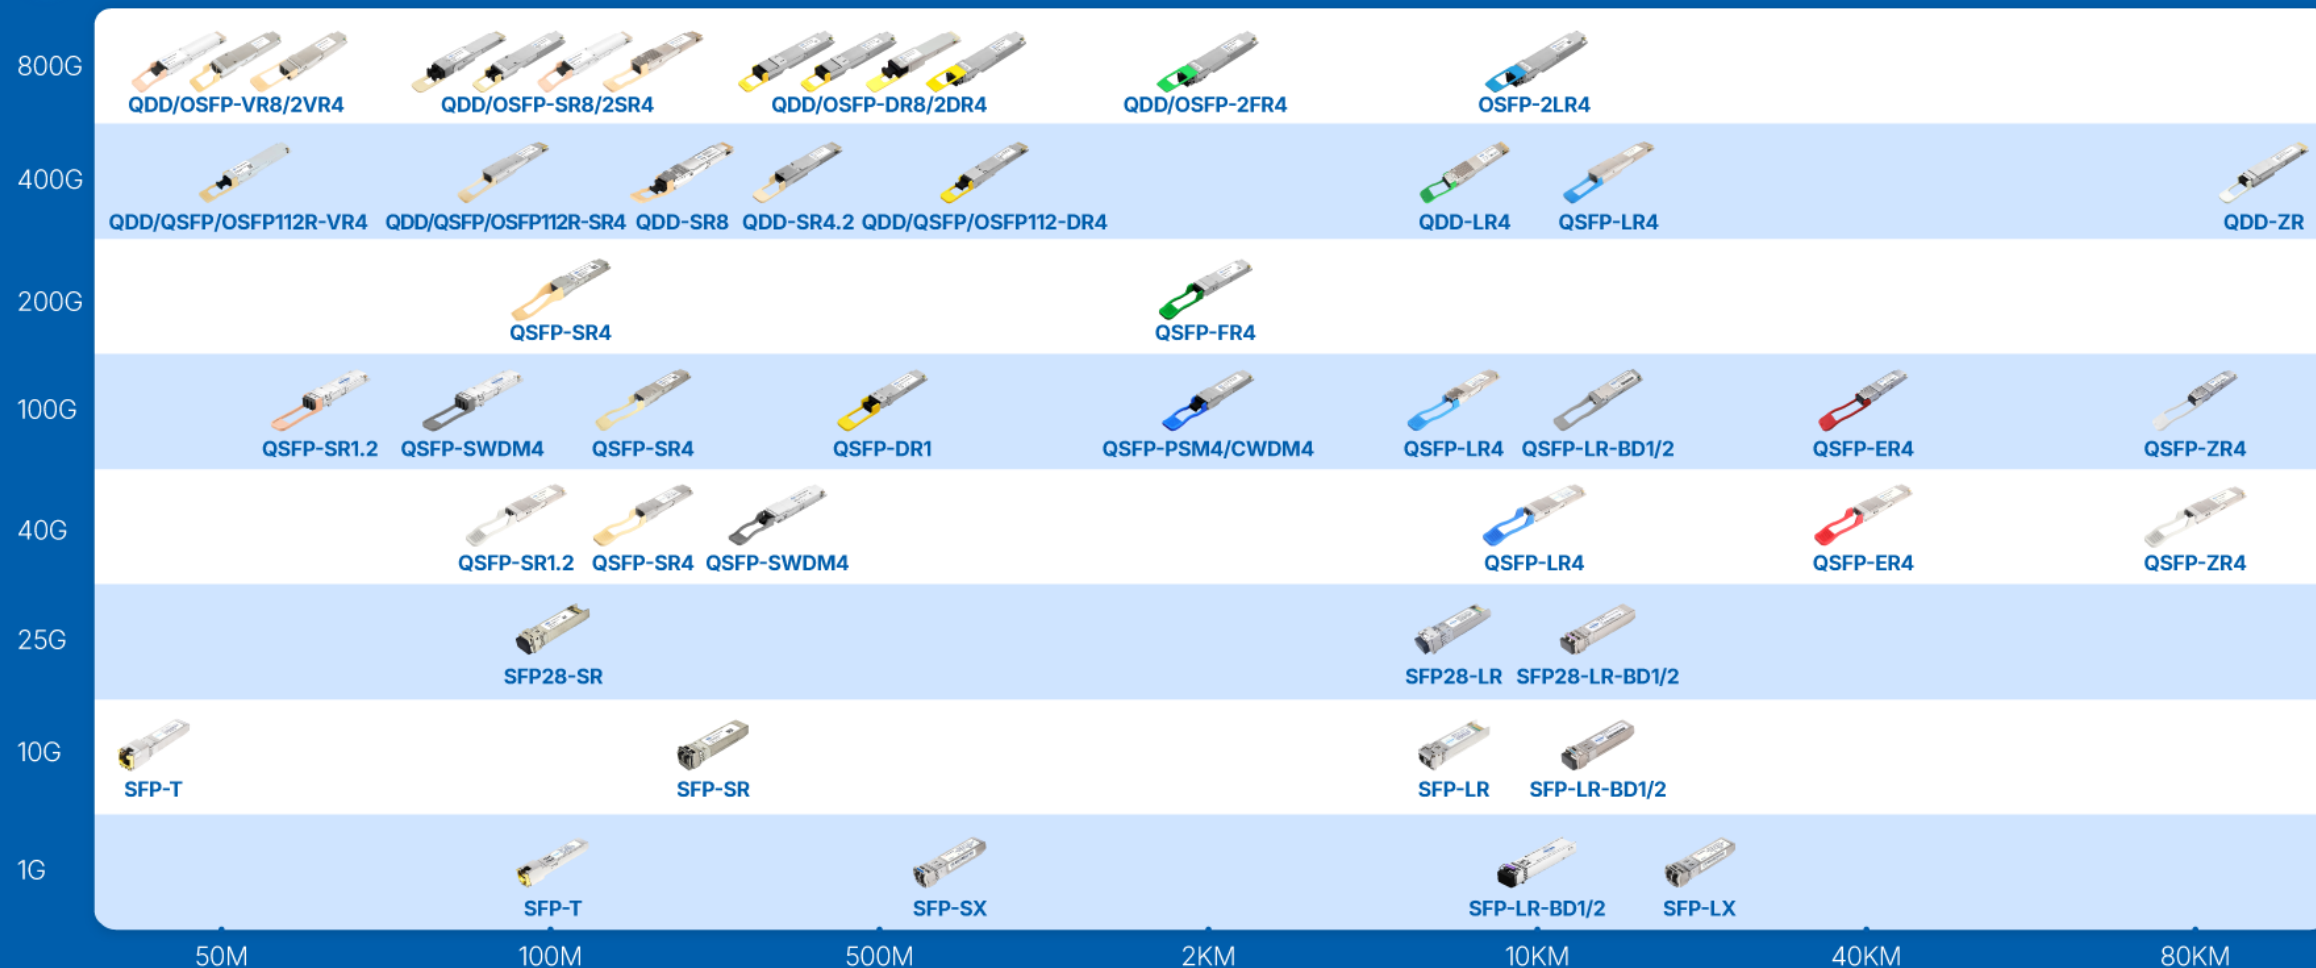 800G
QDD/OSFP-VR8/2VR4
QDD/OSFP-SR8/2SR4
QDD/OSFP-DR8/2DR4
QDD/OSFP-2FR4
OSFP-2LR4
400G
QDD/QSFP/OSFP112R-VR4
QDD/QSFP/OSFP112R-SR4
QDD-SR8
QDD-SR4.2
QDD/QSFP/OSFP112-DR4
QDD-LR4
QSFP-LR4
QDD-ZR
200G
QSFP-SR4
QSFP-FR4
100G
QSFP-SR1.2
QSFP-SWDM4
QSFP-SR4
QSFP-DR1
QSFP-PSM4/CWDM4
QSFP-LR4
QSFP-LR-BD1/2
QSFP-ER4
QSFP-ZR4
40G
QSFP-SR1.2
QSFP-SR4
QSFP-SWDM4
QSFP-LR4
QSFP-ER4
QSFP-ZR4
25G
SFP28-SR
SFP28-LR
SFP28-LR-BD1/2
10G
SFP-T
SFP-SR
SFP-LR
SFP-LR-BD1/2
1G
SFP-T
SFP-SX
SFP-LR-BD1/2
SFP-LX
50M
100M
500M
2KM
10KM
40KM
80KM